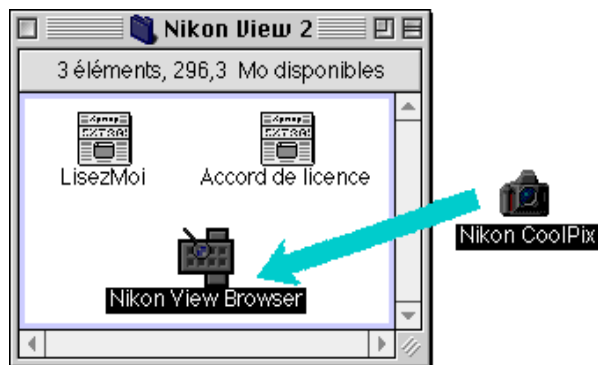 Nikon View 2
3 éléments, 296,3 Mo disponibles
LisezMoi
Accord de licence
Nikon CoolPix
Nikon View Browser